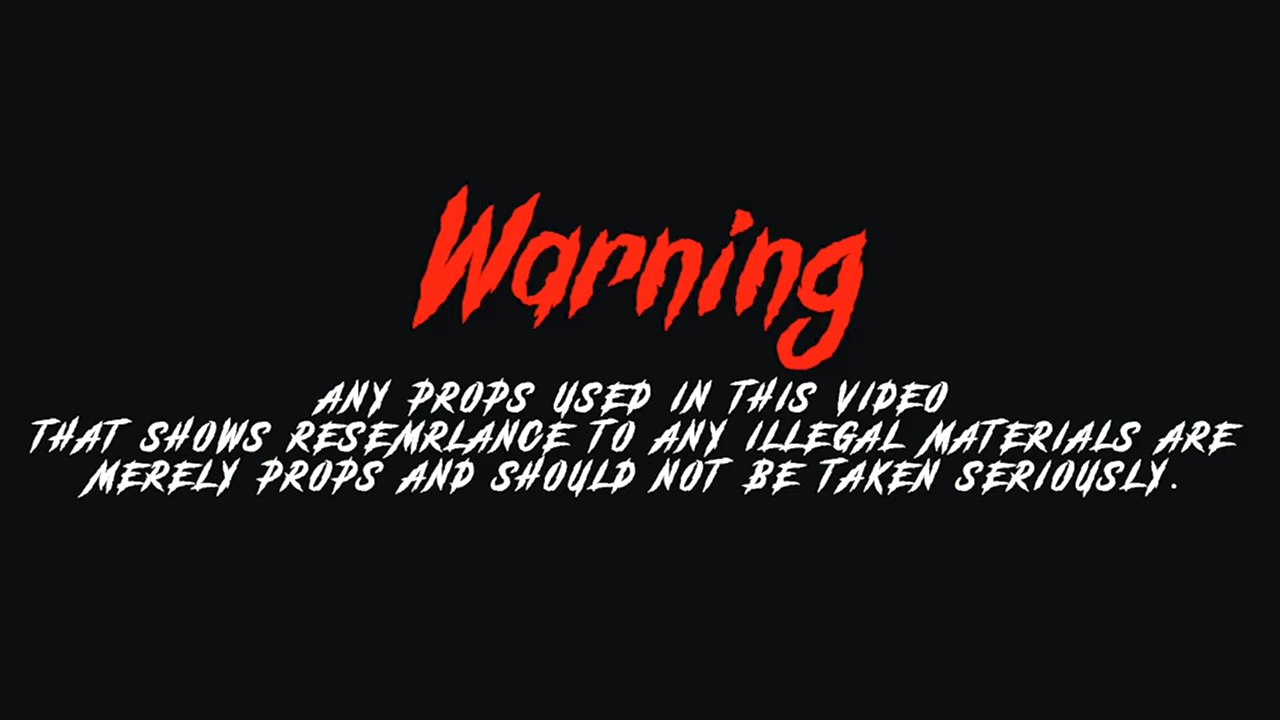 Warning
ANY PROPS USED IN THIS VIDEO
THAT SHOWS RESEMRLANCE TO ANY ILLEGAL MATERIALS ARE
MERELY PROPS AND SHOULD NOT BE TAKEN SERIOUSLY.